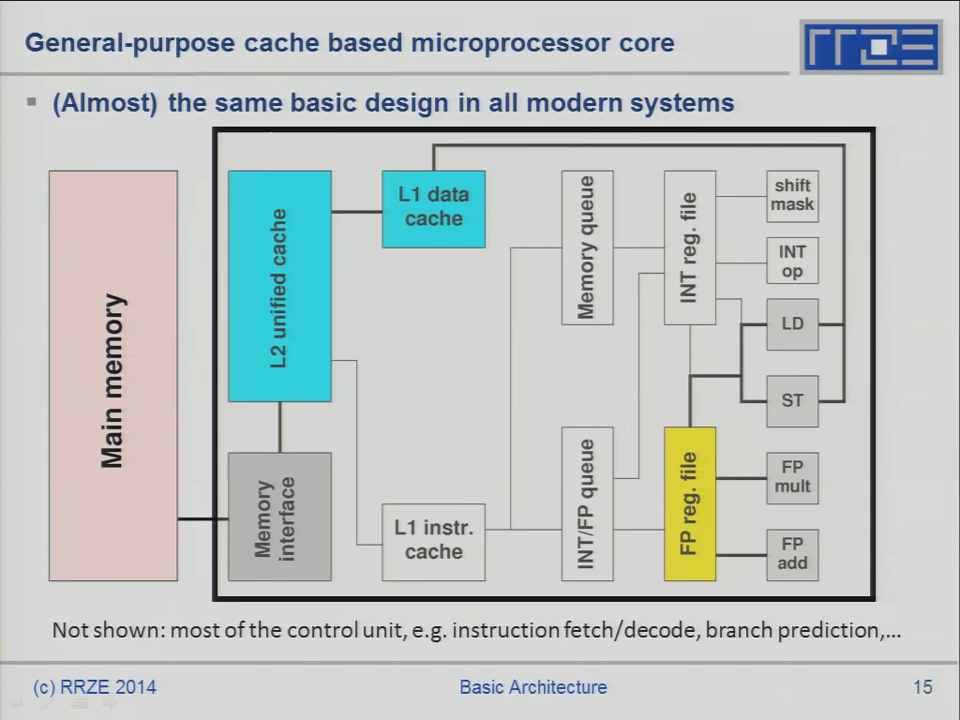 General-purpose cache based microprocessor core
RRZE
(Almost) the same basic design in all modern systems
Main memory
L2 unified cache
Memory
interface
L1 data
cache
L1 instr.
cache
Memory queue
INT/FP queue
INT reg. file
FP reg. file
shift
mask
INT
op
LD
ST
FP
mult
FP
add
Not shown: most of the control unit, e.g. instruction fetch/decode, branch prediction,...
(c) RRZE 2014
Basic Architecture
15